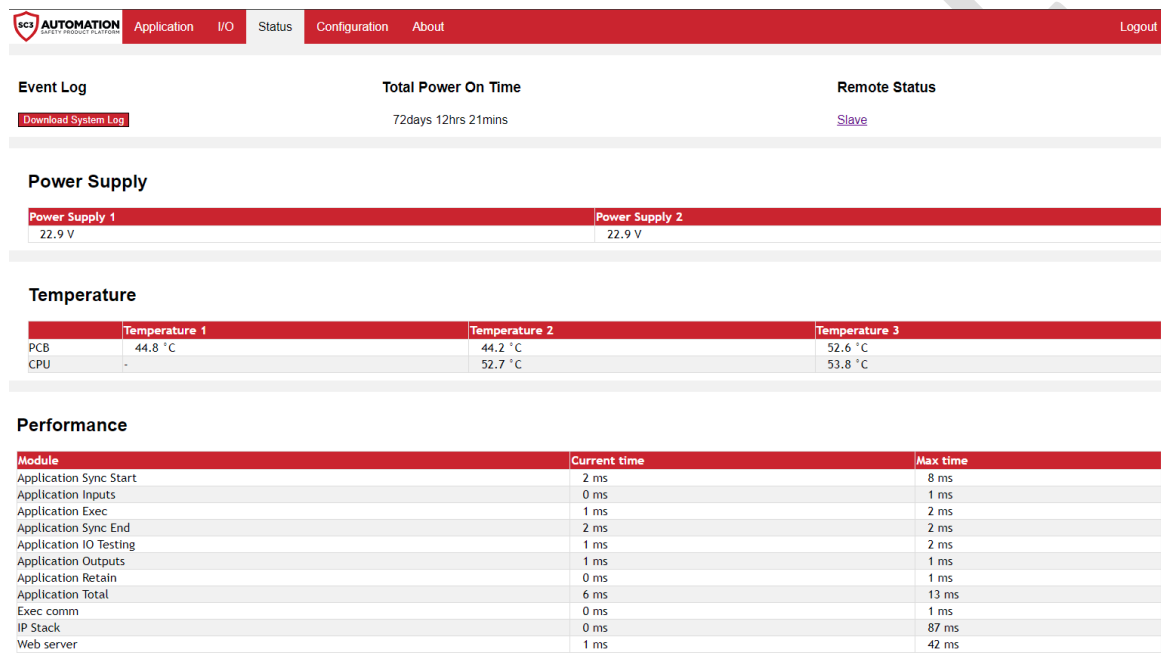 SC3 AUTOMATION
SAFETY PRODUCT PLATFORM
Application I/O Status Configuration About Logout
Event Log Total Power On Time Remote Status
Download System Log 72days 12hrs 21mins Slave
Power Supply
Power Supply 1 Power Supply 2
22.9 V 22.9 V
Temperature
Temperature 1 Temperature 2 Temperature 3
PCB 44.8 °C 44.2 °C 52.6 °C
CPU - 52.7 °C 53.8 °C
Performance
Module Current time Max time
Application Sync Start 2 ms 8 ms
Application Inputs 0 ms 1 ms
Application Exec 1 ms 2 ms
Application Sync End 2 ms 2 ms
Application IO Testing 1 ms 2 ms
Application Outputs 1 ms 1 ms
Application Retain 0 ms 1 ms
Application Total 6 ms 13 ms
Exec comm 0 ms 1 ms
IP Stack 0 ms 87 ms
Web server 1 ms 42 ms